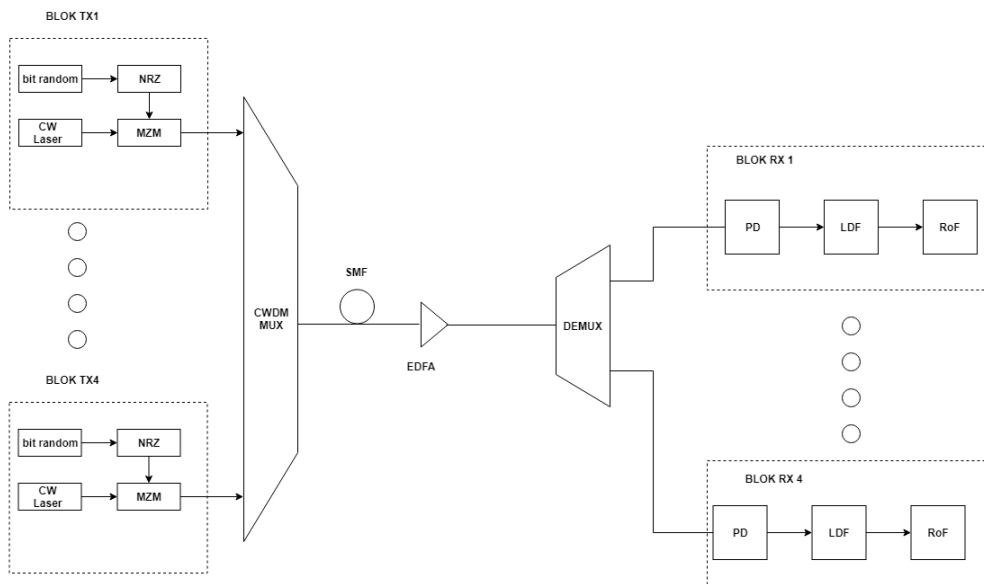 BLOK TX1
bit random
NRZ
CW
Laser
MZM
BLOK TX4
bit random
NRZ
CW
Laser
MZM
CWDM
MUX
SMF
EDFA
DEMUX
BLOK RX 1
PD
LDF
RoF
BLOK RX 4
PD
LDF
RoF